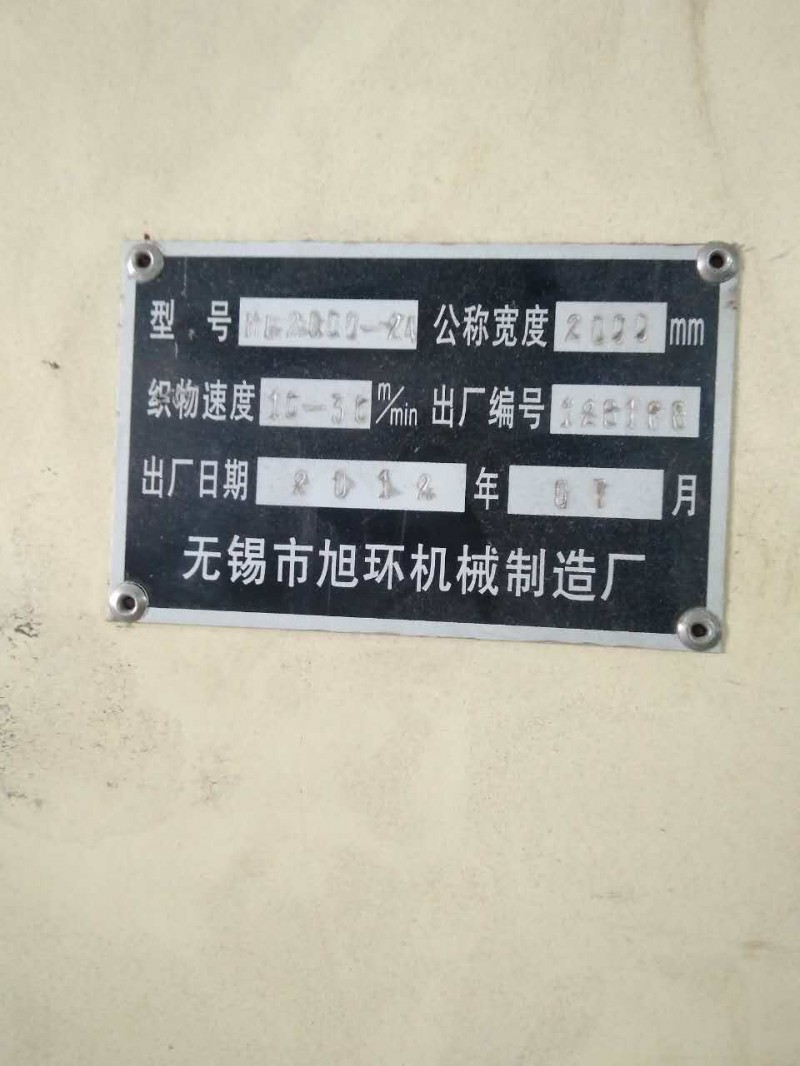 型 号 公称宽度 2000 mm
织物速度 10-30 m/min 出厂编号
出厂日期 2012 年 07 月
无锡市旭环机械制造厂